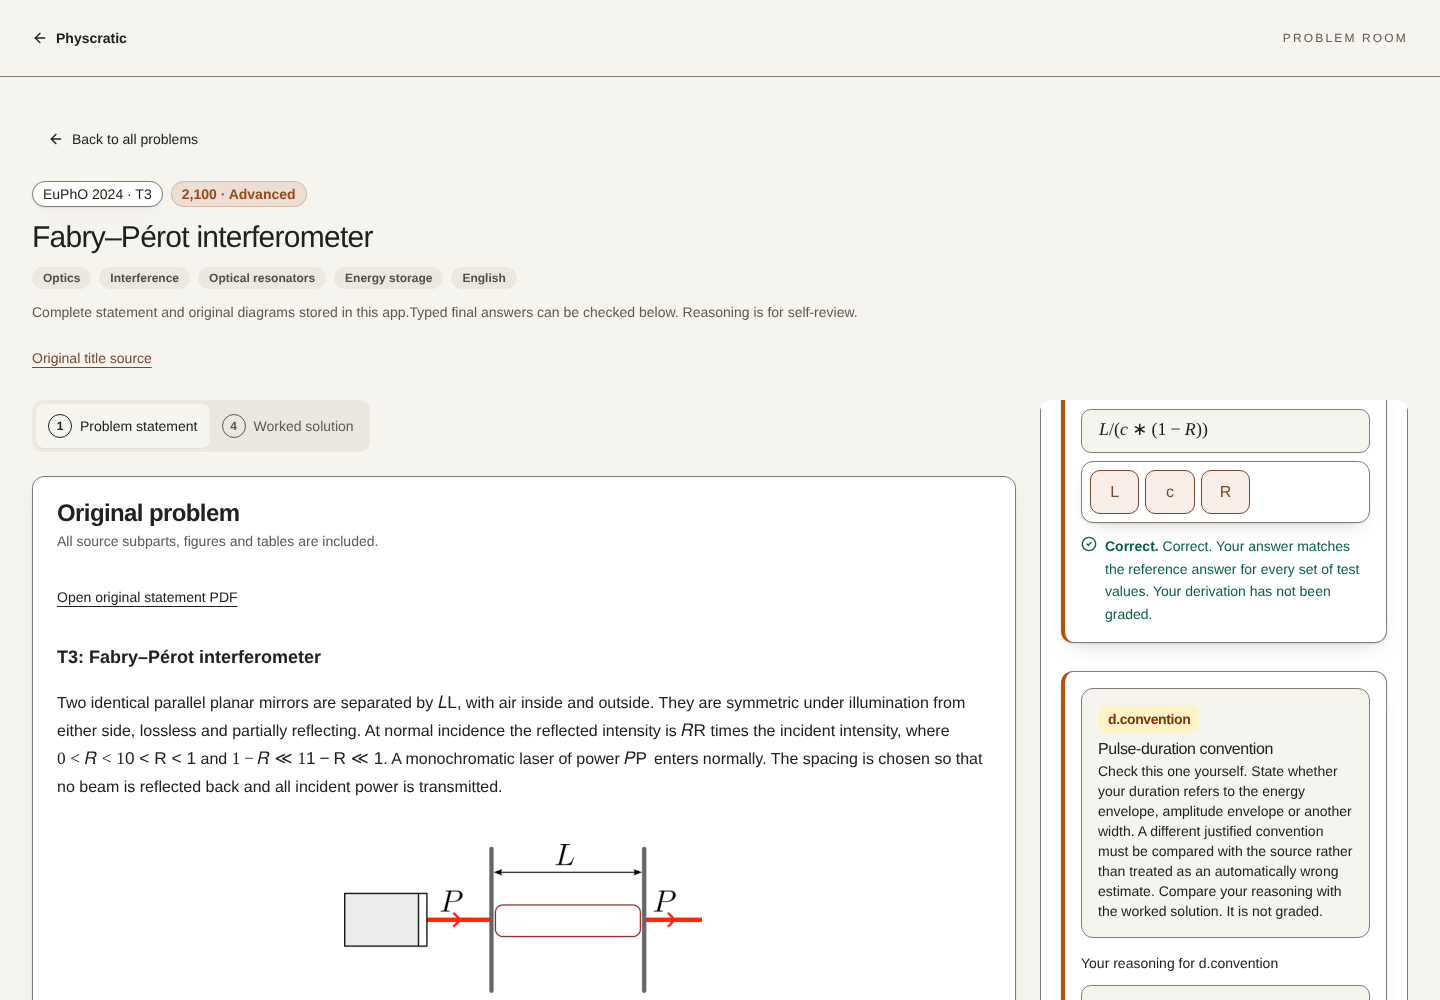 Physcratic
PROBLEM ROOM
Back to all problems
EuPhO 2024 · T3
2,100 · Advanced
Fabry–Pérot interferometer
Optics
Interference
Optical resonators
Energy storage
English
Complete statement and original diagrams stored in this app.Typed final answers can be checked below. Reasoning is for self-review.
Original title source
1 Problem statement
4 Worked solution
Original problem
All source subparts, figures and tables are included.
Open original statement PDF
T3: Fabry–Pérot interferometer
Two identical parallel planar mirrors are separated by LL, with air inside and outside. They are symmetric under illumination from
either side, lossless and partially reflecting. At normal incidence the reflected intensity is RR times the incident intensity, where
0 < R < 10 < R < 1 and 1 − R ≪ 11 − R ≪ 1. A monochromatic laser of power PP enters normally. The spacing is chosen so that
no beam is reflected back and all incident power is transmitted.
L
P
P
L/(c ∗ (1 − R))
L
c
R
Correct. Correct. Your answer matches
the reference answer for every set of test
values. Your derivation has not been
graded.
d.convention
Pulse-duration convention
Check this one yourself. State whether
your duration refers to the energy
envelope, amplitude envelope or another
width. A different justified convention
must be compared with the source rather
than treated as an automatically wrong
estimate. Compare your reasoning with
the worked solution. It is not graded.
Your reasoning for d.convention